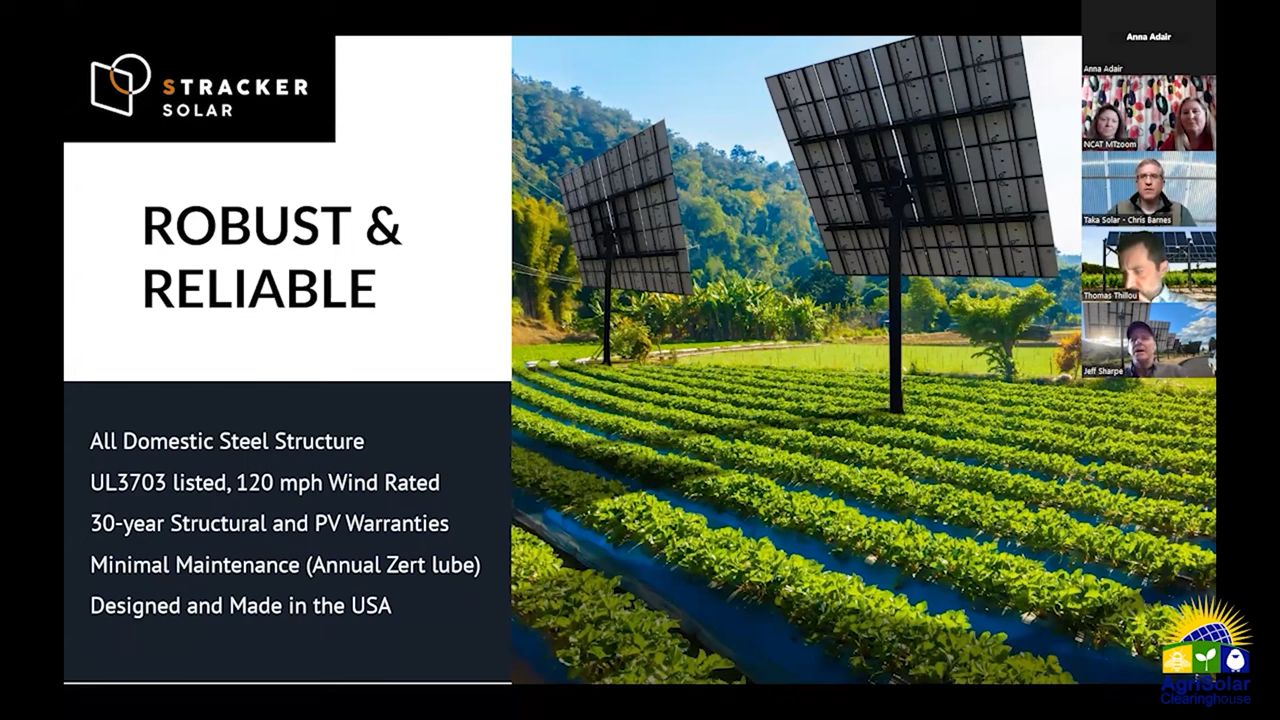 STRACKER
SOLAR
ROBUST &
RELIABLE
All Domestic Steel Structure
UL3703 listed, 120 mph Wind Rated
30-year Structural and PV Warranties
Minimal Maintenance (Annual Zert lube)
Designed and Made in the USA
Anna Adair
Anna Adair
NCAT MTzoom
Taka Solar - Chris Barnes
Thomas Thillou
Jeff Sharpe
AgriSolar
Clearinghouse